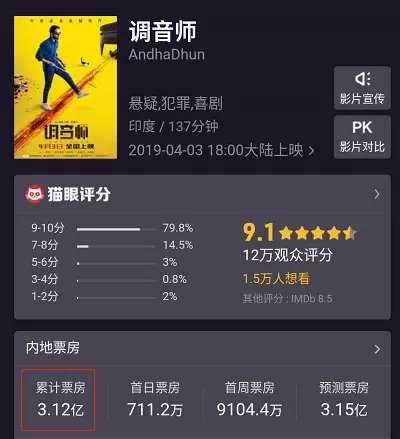 调音师
AndhaDhun
悬疑,犯罪,喜剧
印度 / 137分钟
2019-04-03 18:00大陆上映 >
影片宣传
PK
影片对比
调音师
4月3日 全国上映
猫眼评分
9-10分 79.8%
7-8分 14.5%
5-6分 3%
3-4分 0.8%
1-2分 2%
9.1
12万观众评分
1.5万人想看
其他评分 : IMDb 8.5
内地票房
累计票房 首日票房 首周票房 预测票房
3.12亿 711.2万 9104.4万 3.15亿